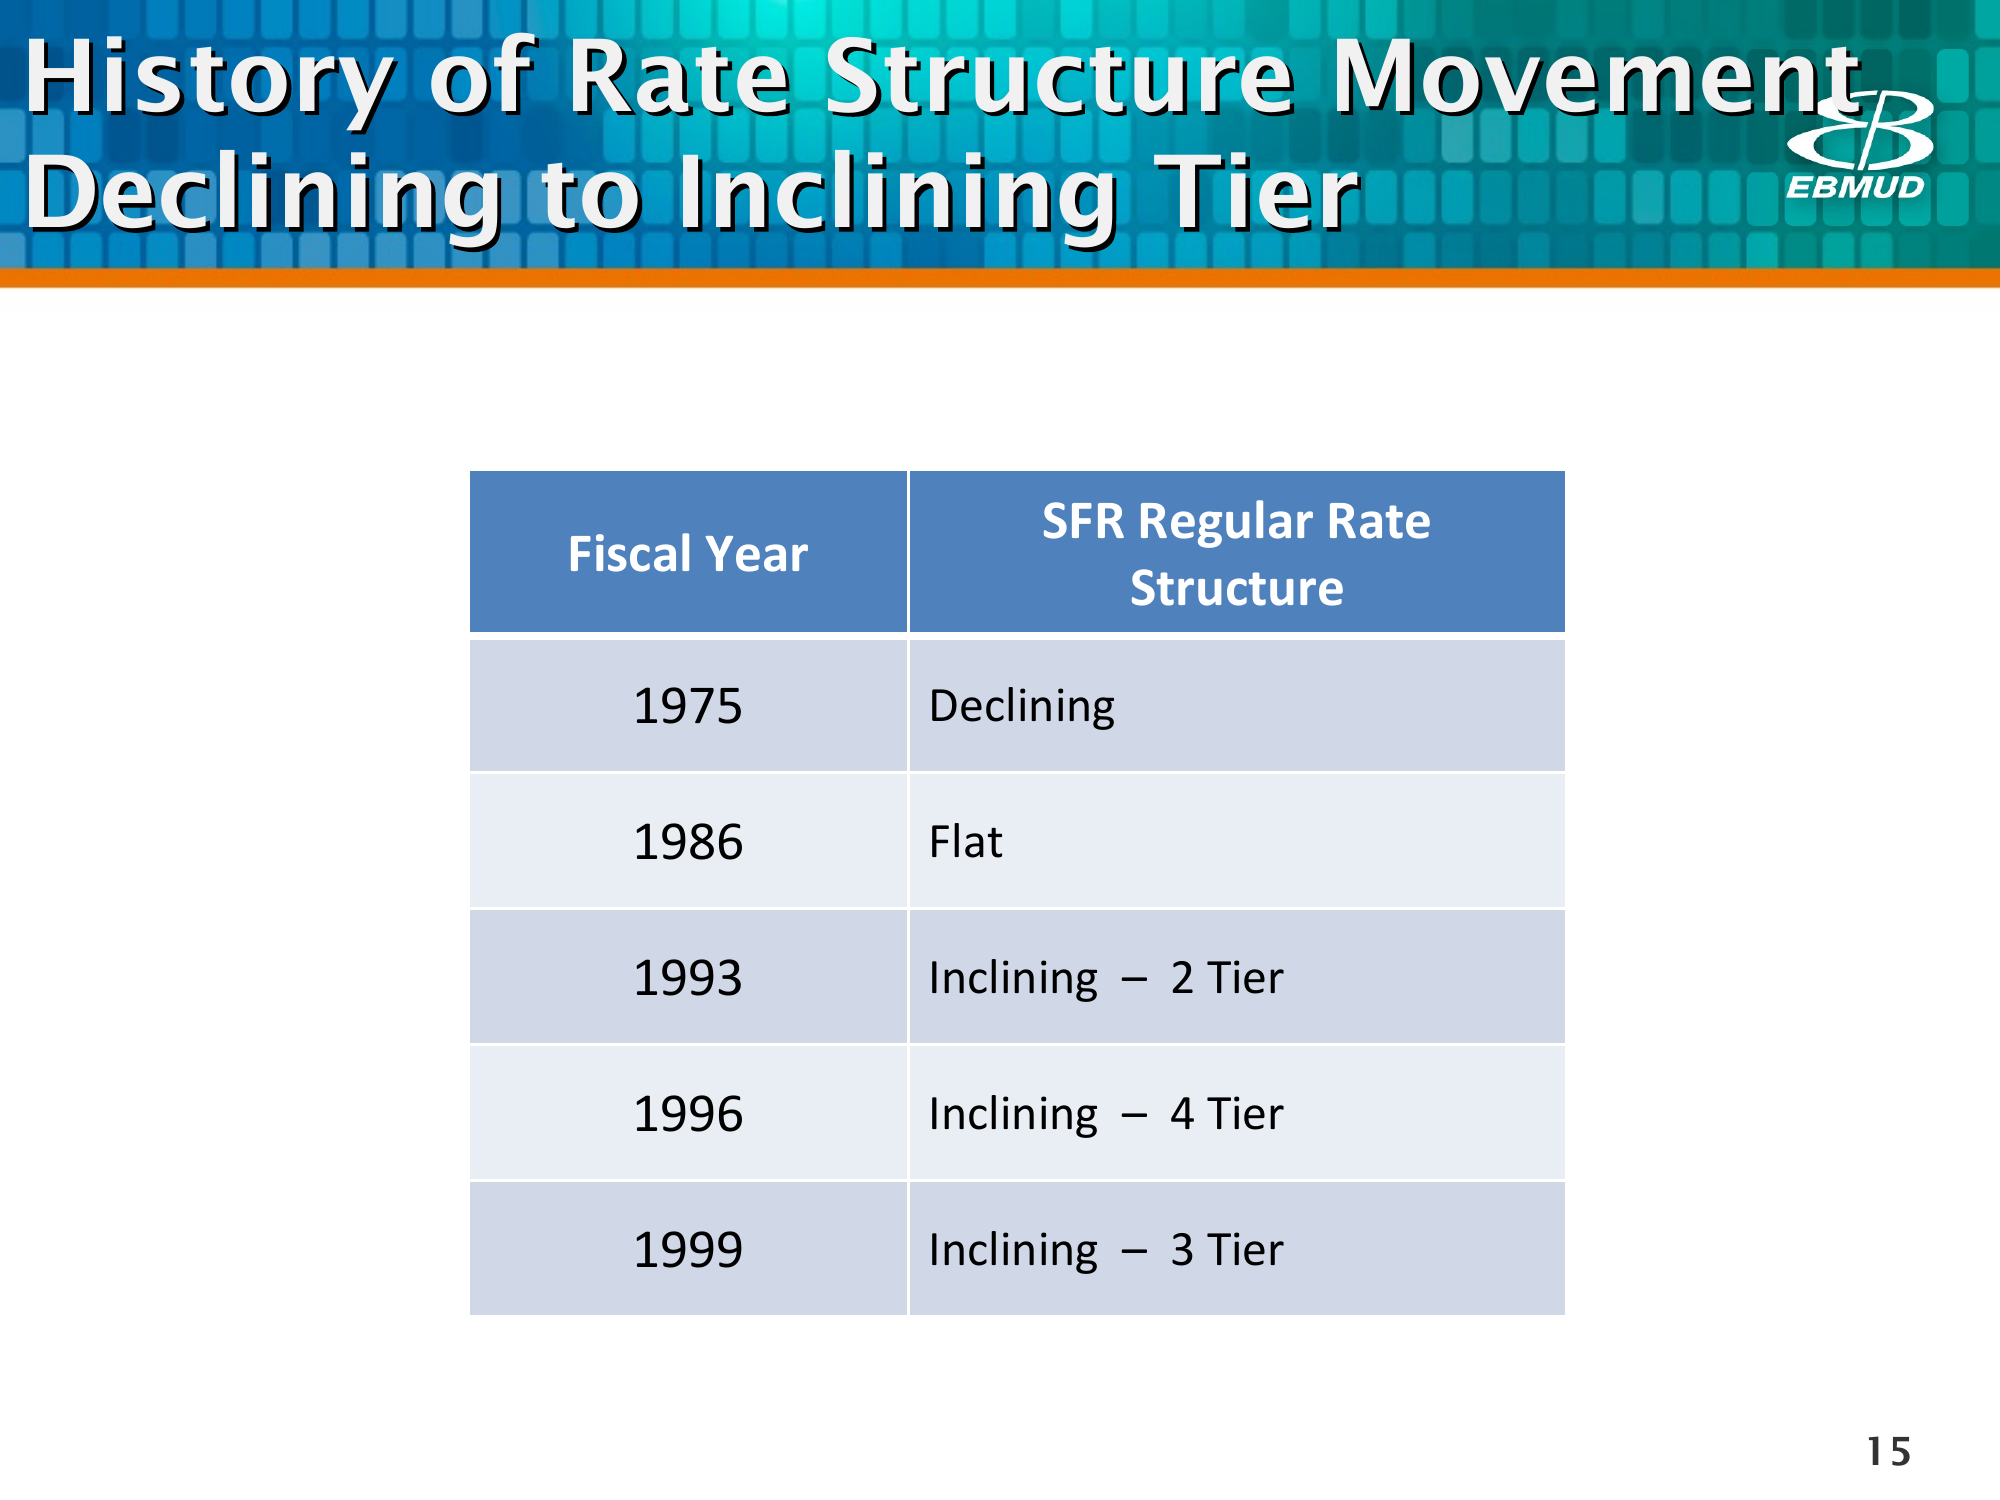 History of Rate Structure Movement
Declining to Inclining Tier
EBMUD
Fiscal Year
SFR Regular Rate
Structure
1975
Declining
1986
Flat
1993
Inclining – 2 Tier
1996
Inclining – 4 Tier
1999
Inclining – 3 Tier
15